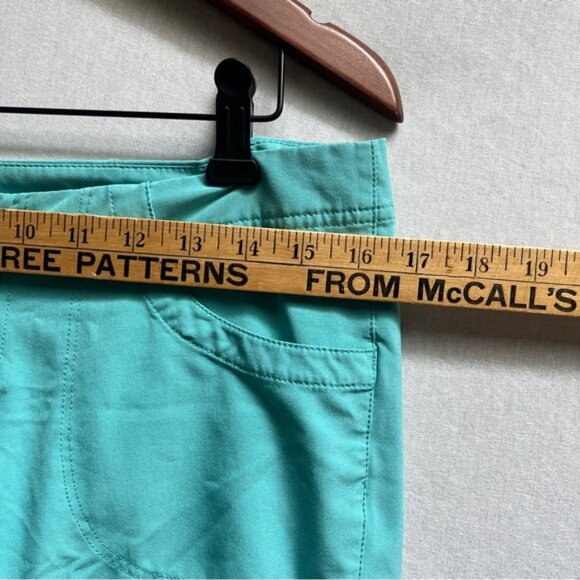 10 11 12 13 14 15 16 17 18 19
REE PATTERNS FROM McCALL'S